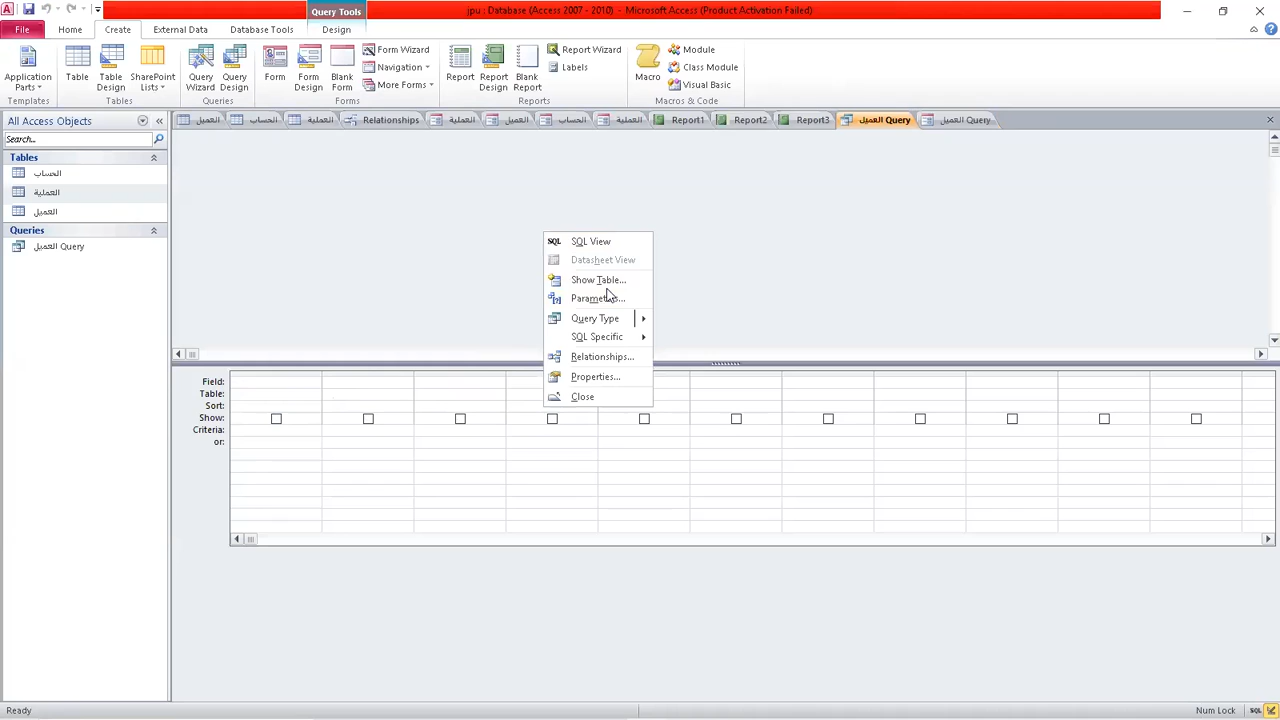 jpu : Database (Access 2007 - 2010) - Microsoft Access (Product Activation Failed)
Query Tools
File Home Create External Data Database Tools Design
Application Parts
Table
Table Design
SharePoint Lists
Query Wizard
Query Design
Form
Form Design
Blank Form
Form Wizard
Navigation
More Forms
Report
Report Design
Blank Report
Report Wizard
Labels
Macro
Module
Class Module
Visual Basic
Templates Tables Queries Forms Reports Macros & Code
All Access Objects
العميل الحساب العملية Relationships العملية العميل الحساب العملية Report1 Report2 Report3 العميل Query العميل Query
Search...
Tables
الحساب
العملية
العميل
Queries
العميل Query
SQL SQL View
Datasheet View
Show Table...
Query Type
SQL Specific
Relationships...
Properties...
Close
Field:
Table:
Sort:
Show:
Criteria:
or:
Ready
Num Lock
SQL